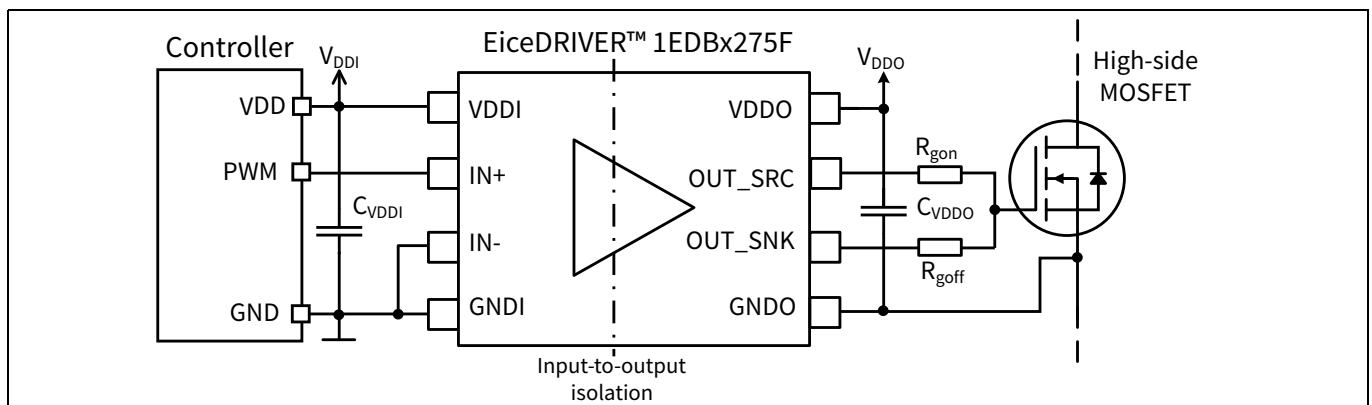 Controller
EiceDRIVER™ 1EDBx275F
VDDI
VDDO
High-side
MOSFET
VDD
VDDI
VDDO
Rgon
PWM
IN+
OUT_SRC
CVDDI
CVDDO
IN-
OUT_SNK
Rgoff
GND
GNDI
GNDO
Input-to-output
isolation